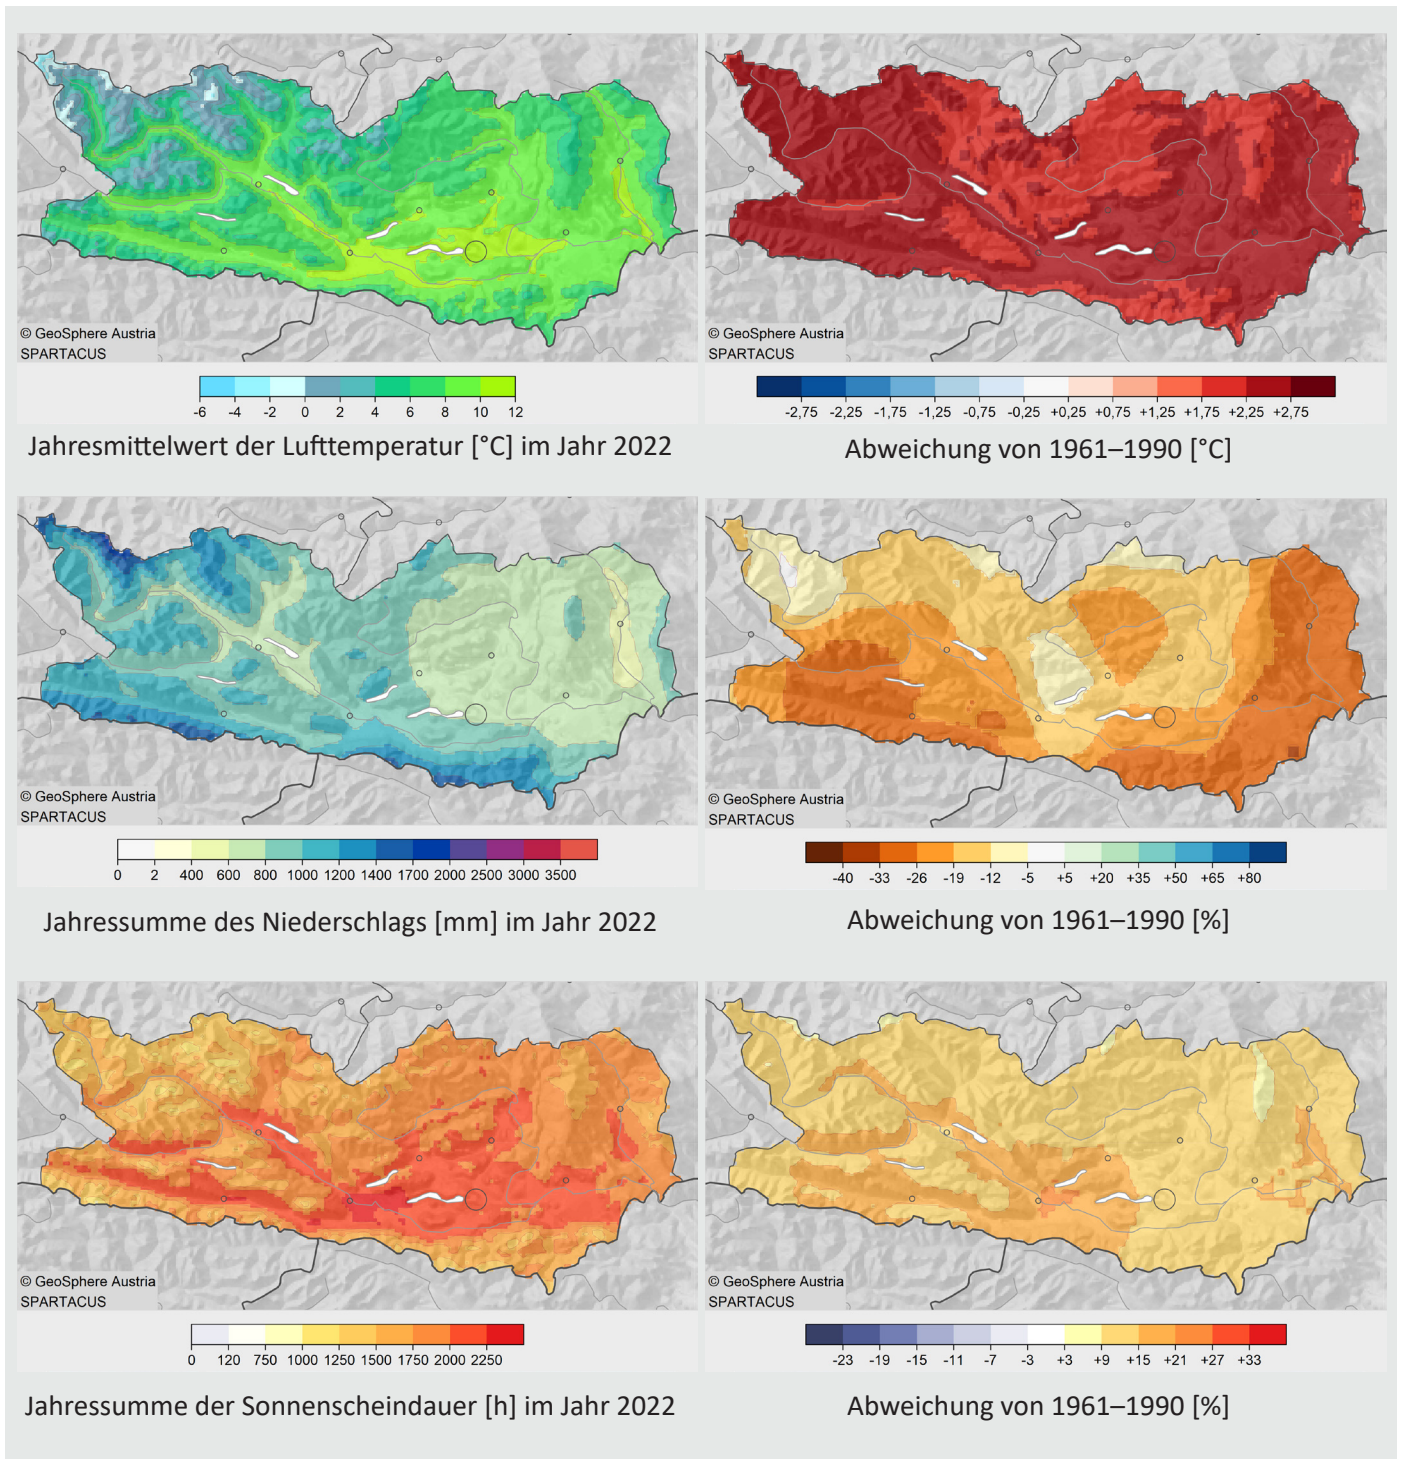 © GeoSphere Austria
SPARTACUS
-6 -4 -2 0 2 4 6 8 10 12
Jahresmittelwert der Lufttemperatur [°C] im Jahr 2022
© GeoSphere Austria
SPARTACUS
-2,75 -2,25 -1,75 -1,25 -0,75 -0,25 +0,25 +0,75 +1,25 +1,75 +2,25 +2,75
Abweichung von 1961–1990 [°C]
© GeoSphere Austria
SPARTACUS
0 2 400 600 800 1000 1200 1400 1700 2000 2500 3000 3500
Jahressumme des Niederschlags [mm] im Jahr 2022
© GeoSphere Austria
SPARTACUS
-40 -33 -26 -19 -12 -5 +5 +20 +35 +50 +65 +80
Abweichung von 1961–1990 [%]
© GeoSphere Austria
SPARTACUS
0 120 750 1000 1250 1500 1750 2000 2250
Jahressumme der Sonnenscheindauer [h] im Jahr 2022
© GeoSphere Austria
SPARTACUS
-23 -19 -15 -11 -7 -3 +3 +9 +15 +21 +27 +33
Abweichung von 1961–1990 [%]